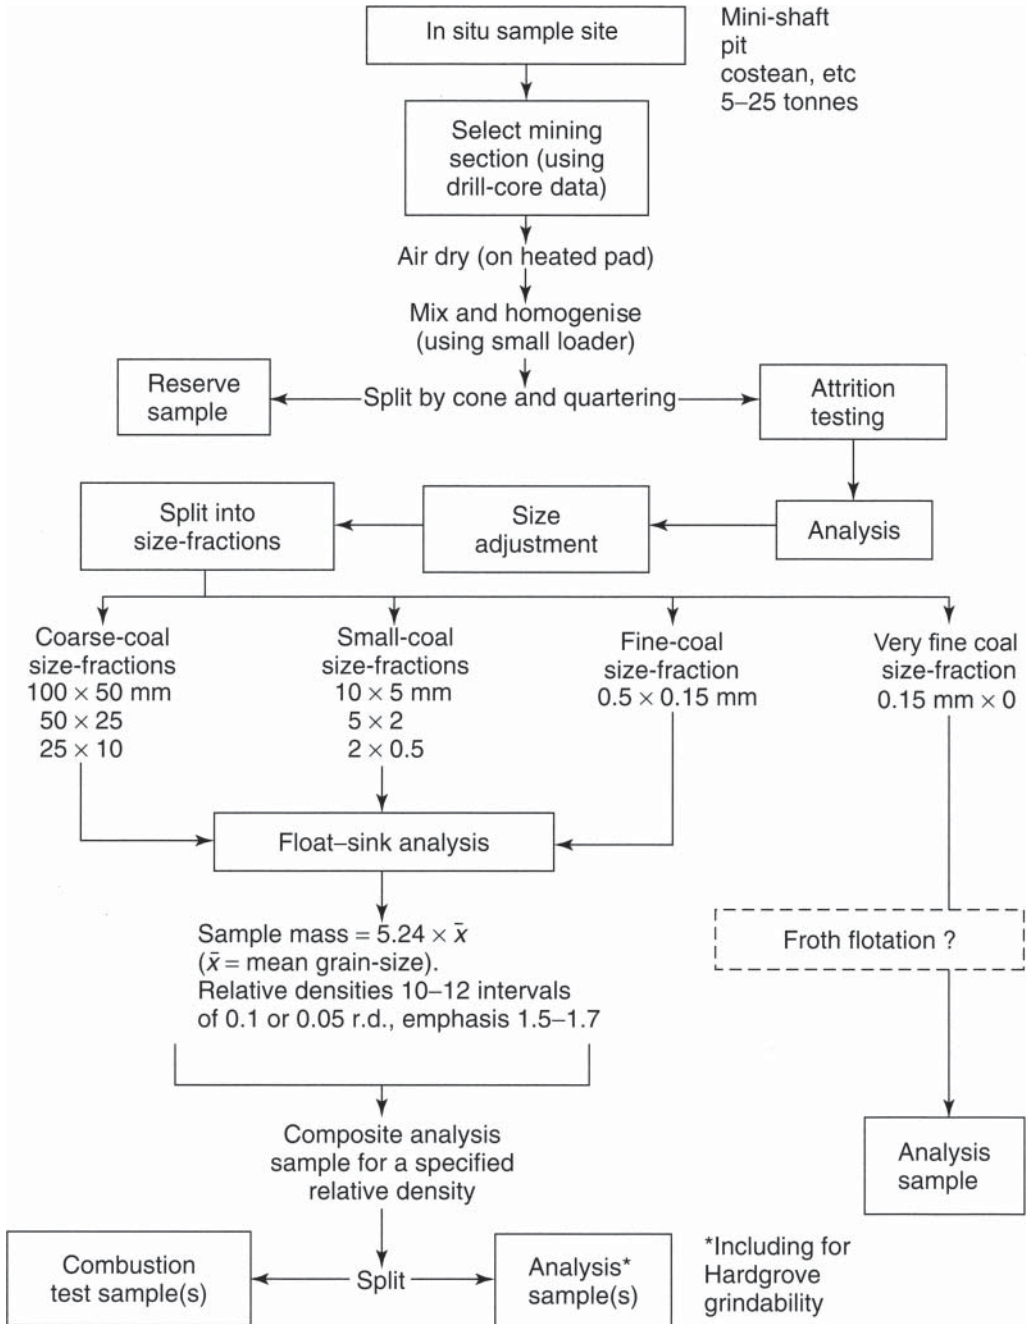 In situ sample site
Mini-shaft
pit
costean, etc
5–25 tonnes
Select mining
section (using
drill-core data)
Air dry (on heated pad)
Mix and homogenise
(using small loader)
Reserve
sample
Split by cone and quartering
Attrition
testing
Split into
size-fractions
Size
adjustment
Analysis
Coarse-coal
size-fractions
100 × 50 mm
50 × 25
25 × 10
Small-coal
size-fractions
10 × 5 mm
5 × 2
2 × 0.5
Fine-coal
size-fraction
0.5 × 0.15 mm
Very fine coal
size-fraction
0.15 mm × 0
Float–sink analysis
Sample mass = 5.24 × x̄
(x̄ = mean grain-size).
Relative densities 10–12 intervals
of 0.1 or 0.05 r.d., emphasis 1.5–1.7
Froth flotation ?
Composite analysis
sample for a specified
relative density
Analysis
sample
Combustion
test sample(s)
Split
Analysis*
sample(s)
*Including for
Hardgrove
grindability